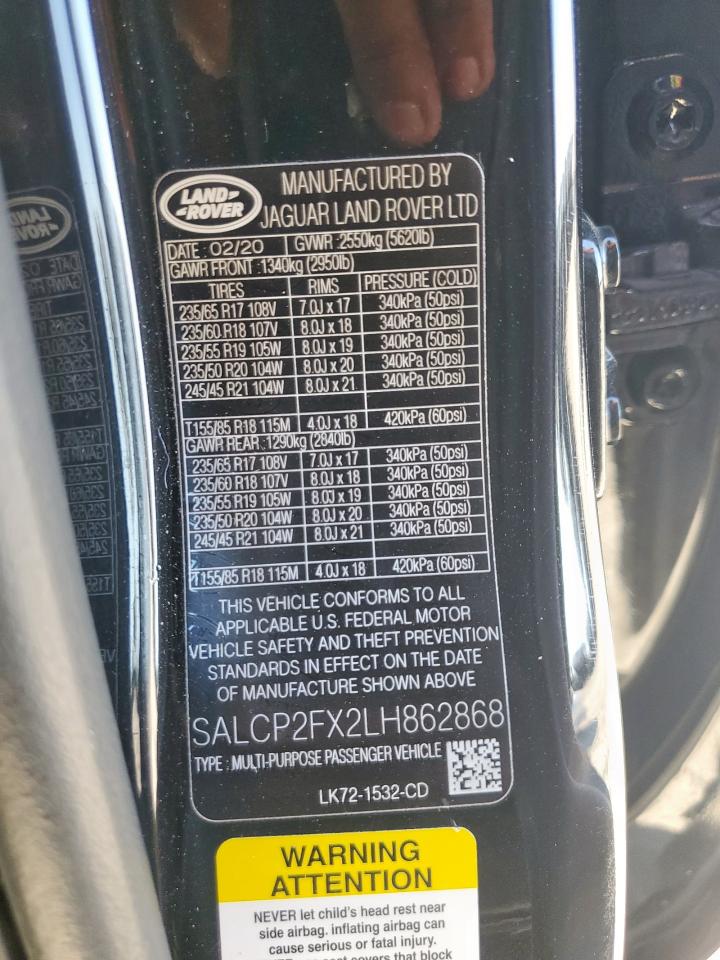 LAND ROVER
MANUFACTURED BY
JAGUAR LAND ROVER LTD
DATE : 02/20 GVWR :2550kg (5620lb)
GAWR FRONT : 1340kg (2950lb)
TIRES RIMS PRESSURE (COLD)
235/65 R17 108V 7.0J x 17 340kPa (50psi)
235/60 R18 107V 8.0J x 18 340kPa (50psi)
235/55 R19 105W 8.0J x 19 340kPa (50psi)
235/50 R20 104W 8.0J x 20 340kPa (50psi)
245/45 R21 104W 8.0J x 21 340kPa (50psi)
T155/85 R18 115M 4.0J x 18 420kPa (60psi)
GAWR REAR : 1290kg (2840lb)
235/65 R17 108V 7.0J x 17 340kPa (50psi)
235/60 R18 107V 8.0J x 18 340kPa (50psi)
235/55 R19 105W 8.0J x 19 340kPa (50psi)
235/50 R20 104W 8.0J x 20 340kPa (50psi)
245/45 R21 104W 8.0J x 21 340kPa (50psi)
T155/85 R18 115M 4.0J x 18 420kPa (60psi)
THIS VEHICLE CONFORMS TO ALL
APPLICABLE U.S. FEDERAL MOTOR
VEHICLE SAFETY AND THEFT PREVENTION
STANDARDS IN EFFECT ON THE DATE
OF MANUFACTURE SHOWN ABOVE
SALCP2FX2LH862868
TYPE : MULTI-PURPOSE PASSENGER VEHICLE
LK72-1532-CD
WARNING
ATTENTION
NEVER let child's head rest near
side airbag. inflating airbag can
cause serious or fatal injury.
seat covers that block